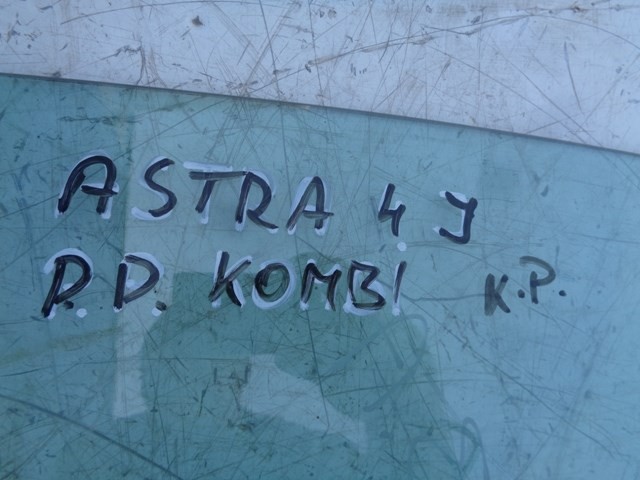 ASTRA 4.J
P.D. KOMBI K.P.